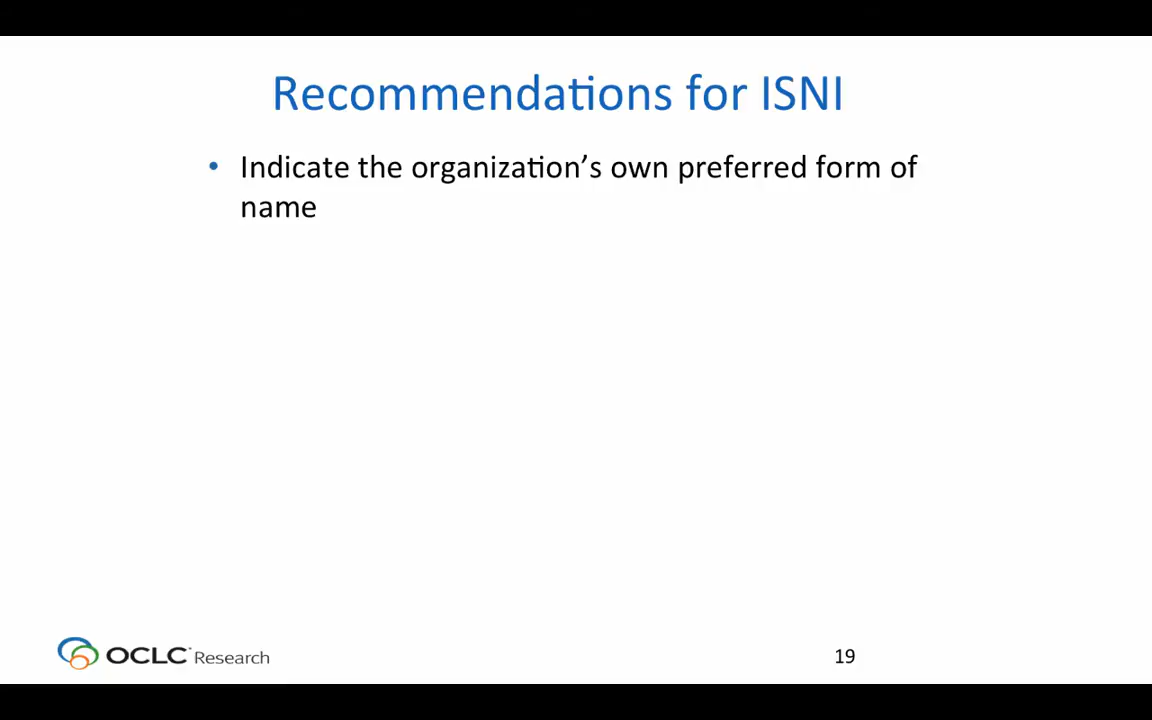 Recommendations for ISNI
• Indicate the organization’s own preferred form of
name
OCLC Research
19